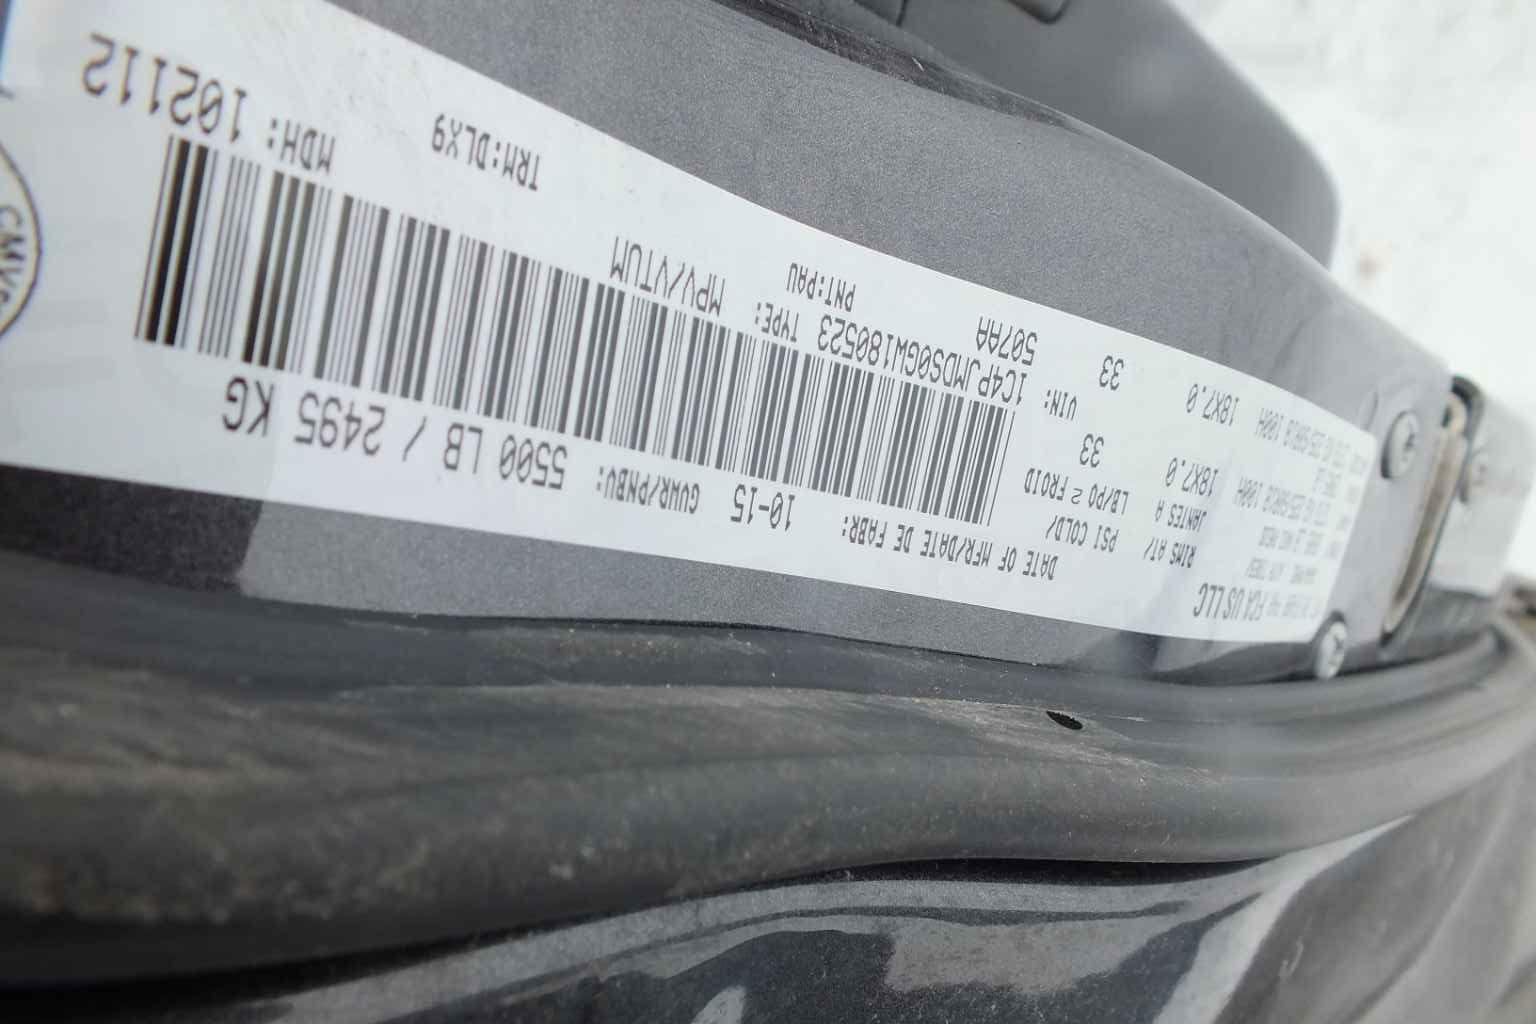 FCA US LLC
DATE OF MFR/DATE DE FABR: 10-15
GVWR/PNBV: 5500 LB / 2495 KG
RIMS AT/
JANTES A
PSI COLD/
LB/PO2 FROID
18X7.0
33
18X7.0
33
VIN: 1C4PJMDS0GW180523
TYPE: MPV/VTUM
MDH: 102112
507AA
PNT:PAU
TRM:DLX9